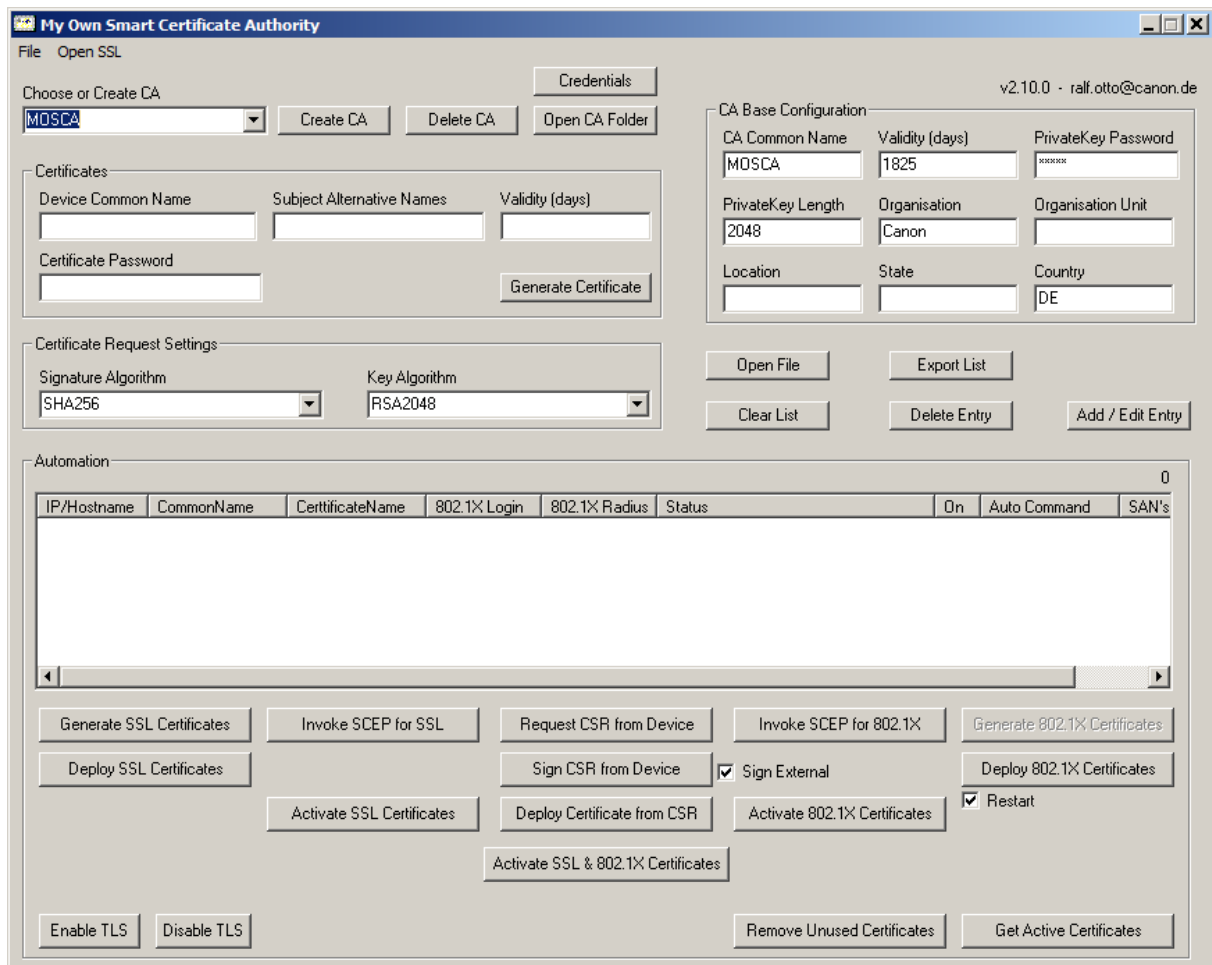 My Own Smart Certificate Authority
File Open SSL
Credentials
v2.10.0 - ralf.otto@canon.de
Choose or Create CA
MOSCA
Create CA
Delete CA
Open CA Folder
CA Base Configuration
CA Common Name
Validity (days)
PrivateKey Password
MOSCA
1825
*****
PrivateKey Length
Organisation
Organisation Unit
2048
Canon
Location
State
Country
DE
Certificates
Device Common Name
Subject Alternative Names
Validity (days)
Certificate Password
Generate Certificate
Certificate Request Settings
Signature Algorithm
Key Algorithm
SHA256
RSA2048
Open File
Export List
Clear List
Delete Entry
Add / Edit Entry
Automation
0
IP/Hostname CommonName CerttificateName 802.1X Login 802.1X Radius Status On Auto Command SAN's
Generate SSL Certificates
Invoke SCEP for SSL
Request CSR from Device
Invoke SCEP for 802.1X
Generate 802.1X Certificates
Deploy SSL Certificates
Sign CSR from Device
Sign External
Deploy 802.1X Certificates
Activate SSL Certificates
Deploy Certificate from CSR
Activate 802.1X Certificates
Restart
Activate SSL & 802.1X Certificates
Enable TLS
Disable TLS
Remove Unused Certificates
Get Active Certificates